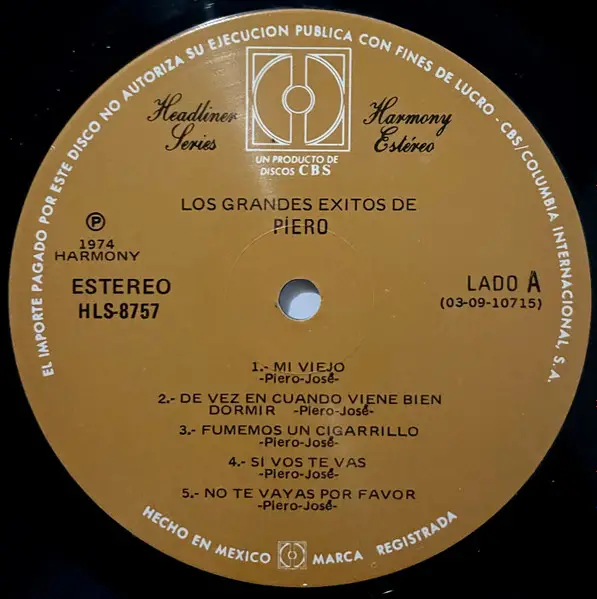 EL IMPORTE PAGADO POR ESTE DISCO NO AUTORIZA SU EJECUCION PUBLICA CON FINES DE LUCRO - CBS/COLUMBIA INTERNACIONAL, S.A.
Headliner
Series
Harmony
Estéreo
UN PRODUCTO DE
DISCOS CBS
LOS GRANDES EXITOS DE
PÍERO
Ⓟ
1974
HARMONY
ESTEREO
HLS-8757
LADO A
(03-09-10715)
1.- MI VIEJO
-Piero-José-
2.- DE VEZ EN CUANDO VIENE BIEN
DORMIR -Piero-José-
3.- FUMEMOS UN CIGARRILLO
-Piero-José-
4.- SI VOS TE VAS
-Piero-José-
5.- NO TE VAYAS POR FAVOR
-Piero-José-
HECHO EN MEXICO MARCA REGISTRADA